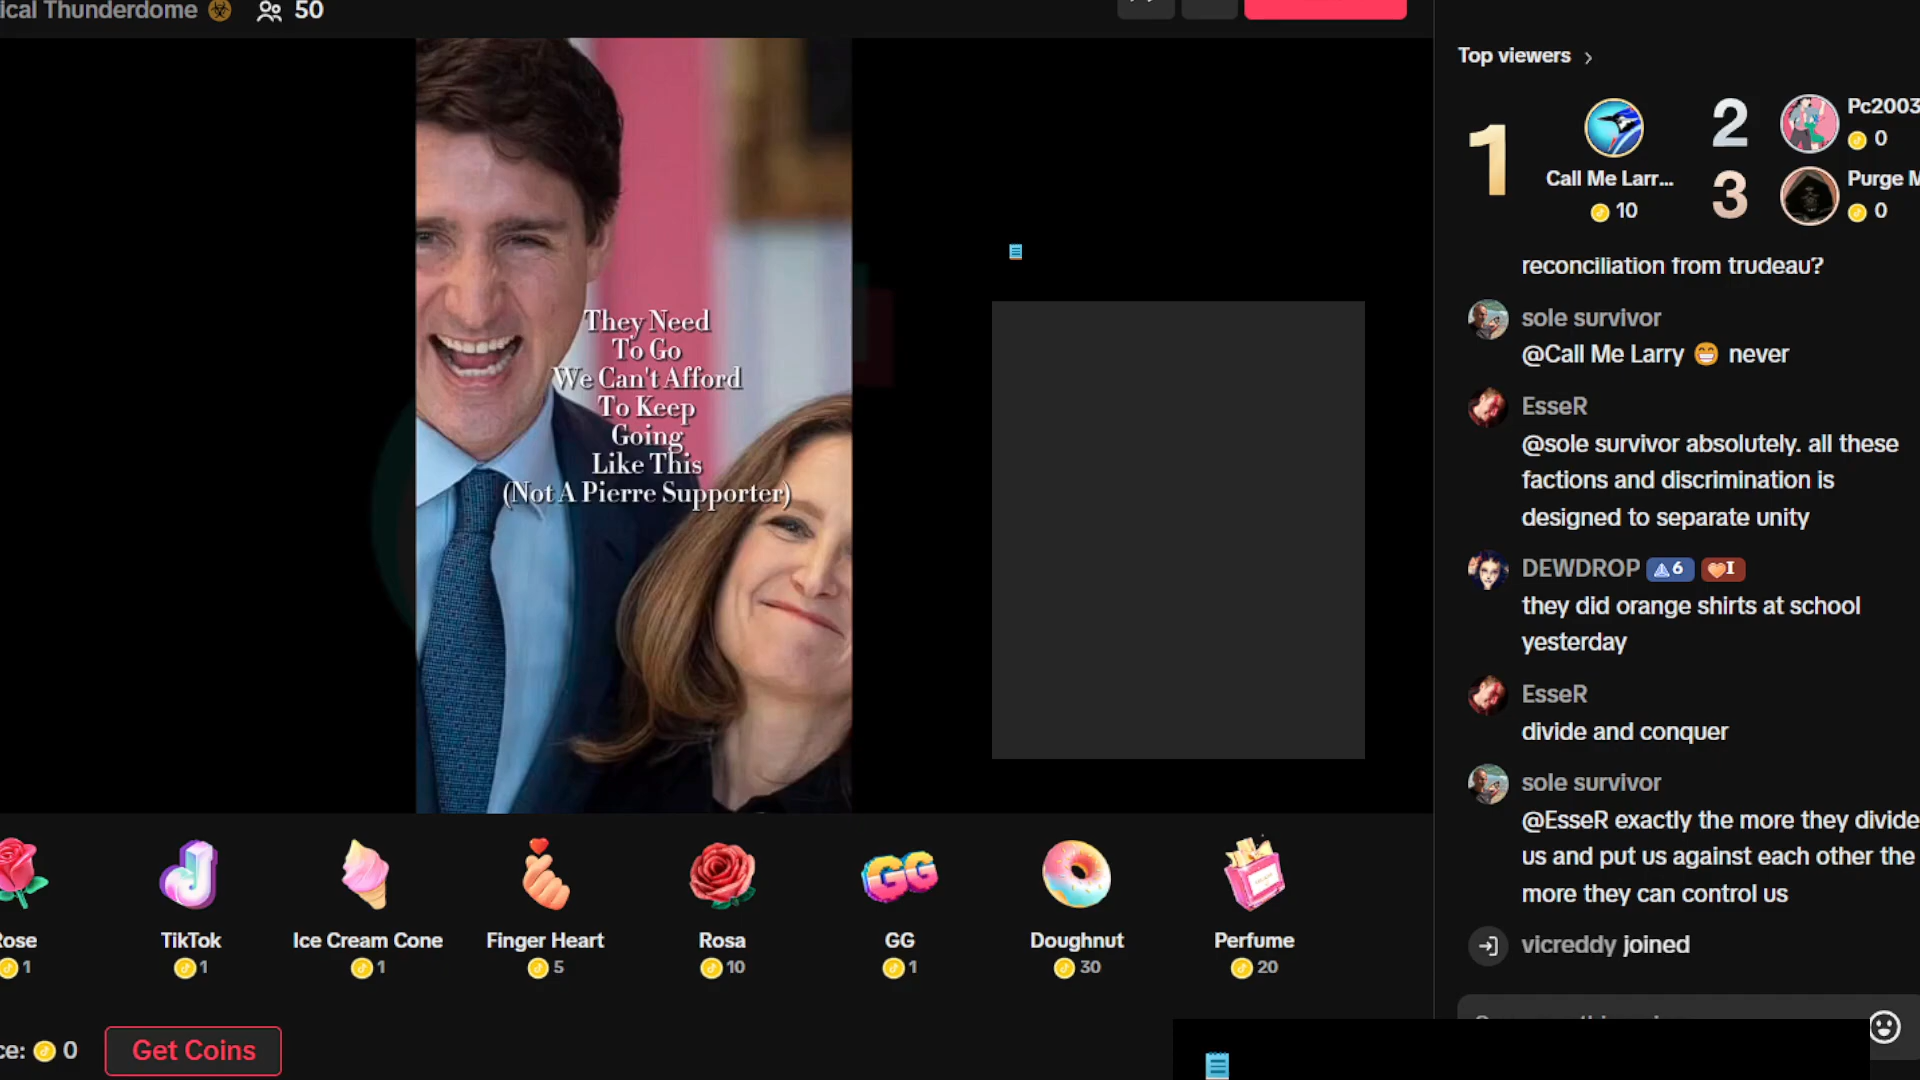 ical Thunderdome
50
They Need
To Go
We Can't Afford
To Keep
Going
Like This
(Not A Pierre Supporter)
Rose
1
TikTok
1
Ice Cream Cone
1
Finger Heart
5
Rosa
10
GG
GG
1
Doughnut
30
Perfume
20
ce: 0
Get Coins
Top viewers
1
Call Me Larr...
10
2
Pc2003
0
3
Purge M
0
reconciliation from trudeau?
sole survivor
@Call Me Larry 😁 never
EsseR
@sole survivor absolutely. all these
factions and discrimination is
designed to separate unity
DEWDROP 6 I
they did orange shirts at school
yesterday
EsseR
divide and conquer
sole survivor
@EsseR exactly the more they divide
us and put us against each other the
more they can control us
vicreddy joined